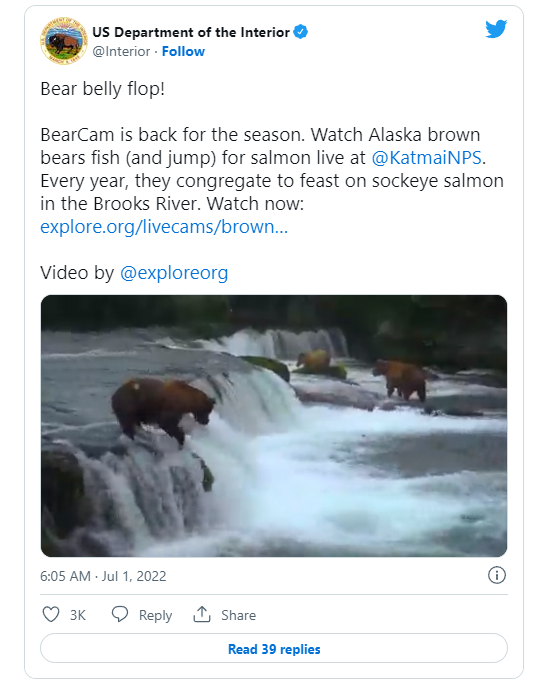 US Department of the Interior
@Interior · Follow
Bear belly flop!
BearCam is back for the season. Watch Alaska brown
bears fish (and jump) for salmon live at @KatmaiNPS.
Every year, they congregate to feast on sockeye salmon
in the Brooks River. Watch now:
explore.org/livecams/brown...
Video by @exploreorg
6:05 AM · Jul 1, 2022
3K Reply Share
Read 39 replies